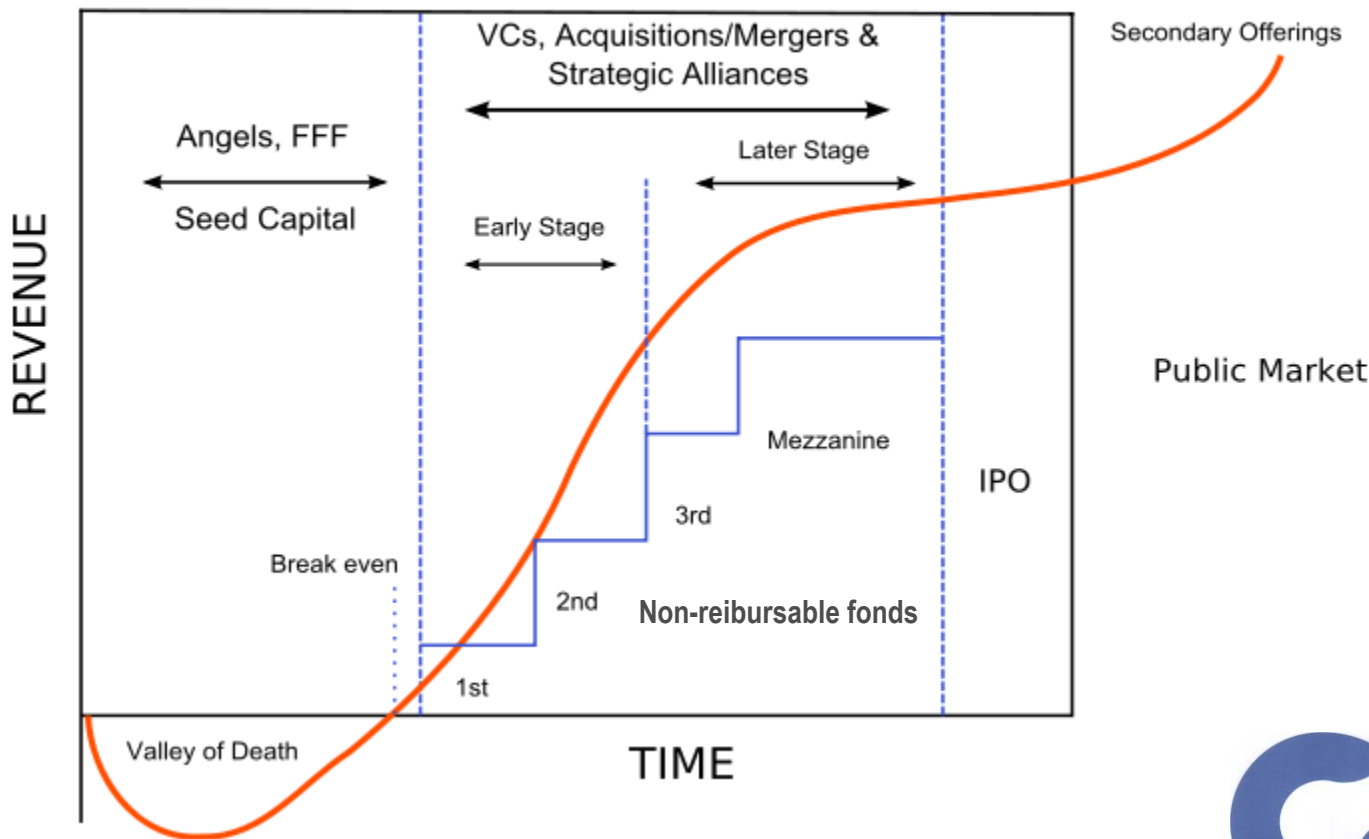 VCs, Acquisitions/Mergers &
Strategic Alliances
Secondary Offerings
Angels, FFF
Seed Capital
Later Stage
Early Stage
REVENUE
Public Market
Mezzanine
IPO
3rd
Break even
2nd
Non-reibursable fonds
1st
Valley of Death
TIME